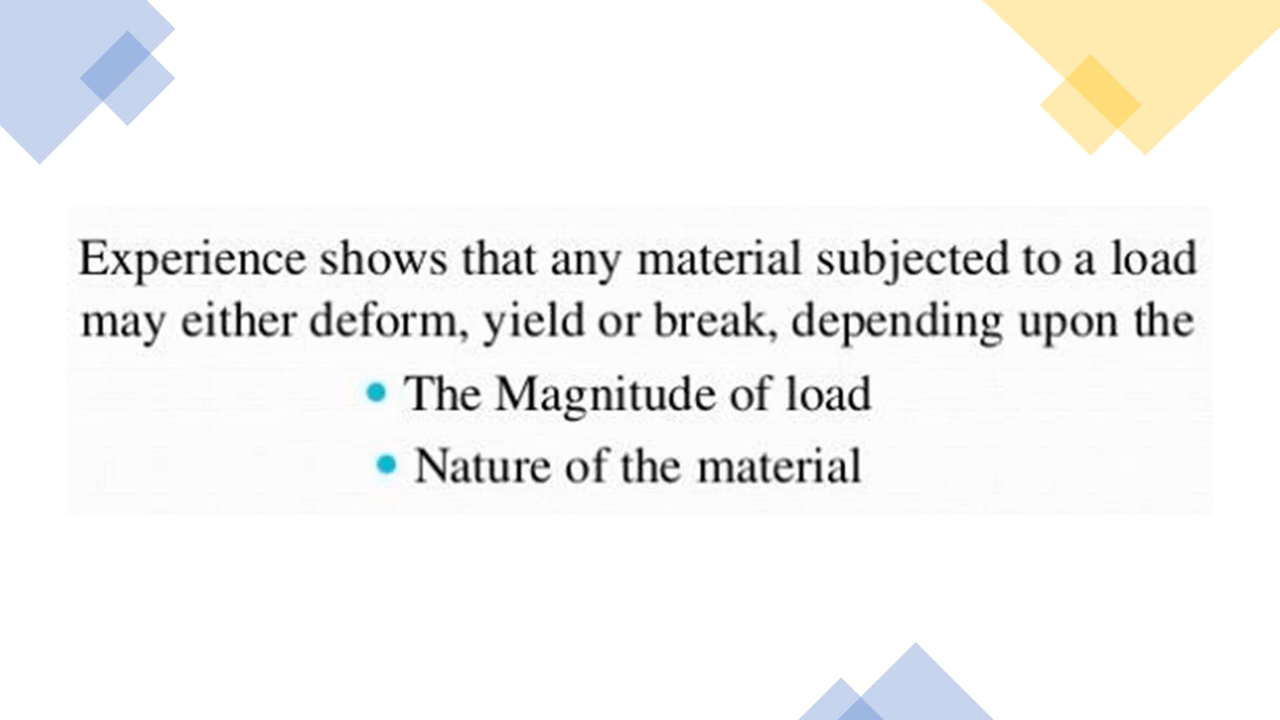 Experience shows that any material subjected to a load
may either deform, yield or break, depending upon the
• The Magnitude of load
• Nature of the material